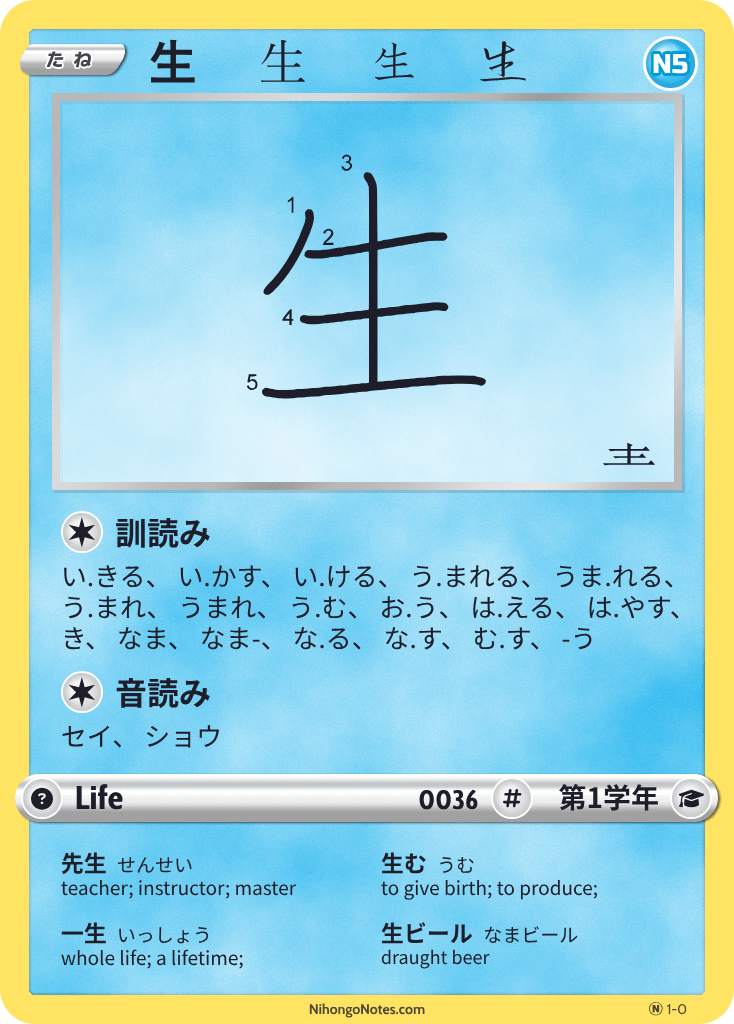 たね 生 生 生 生 N5
1
2
3
4
5
龶
訓読み
い.きる、 い.かす、 い.ける、 う.まれる、 うま.れる、
う.まれ、 うまれ、 う.む、 お.う、 は.える、 は.やす、
き、 なま、 なま-、 な.る、 な.す、 む.す、 -う
音読み
セイ、 ショウ
? Life 0036 # 第1学年
先生 せんせい
teacher; instructor; master
生む うむ
to give birth; to produce;
一生 いっしょう
whole life; a lifetime;
生ビール なまビール
draught beer
NihongoNotes.com
N 1-O